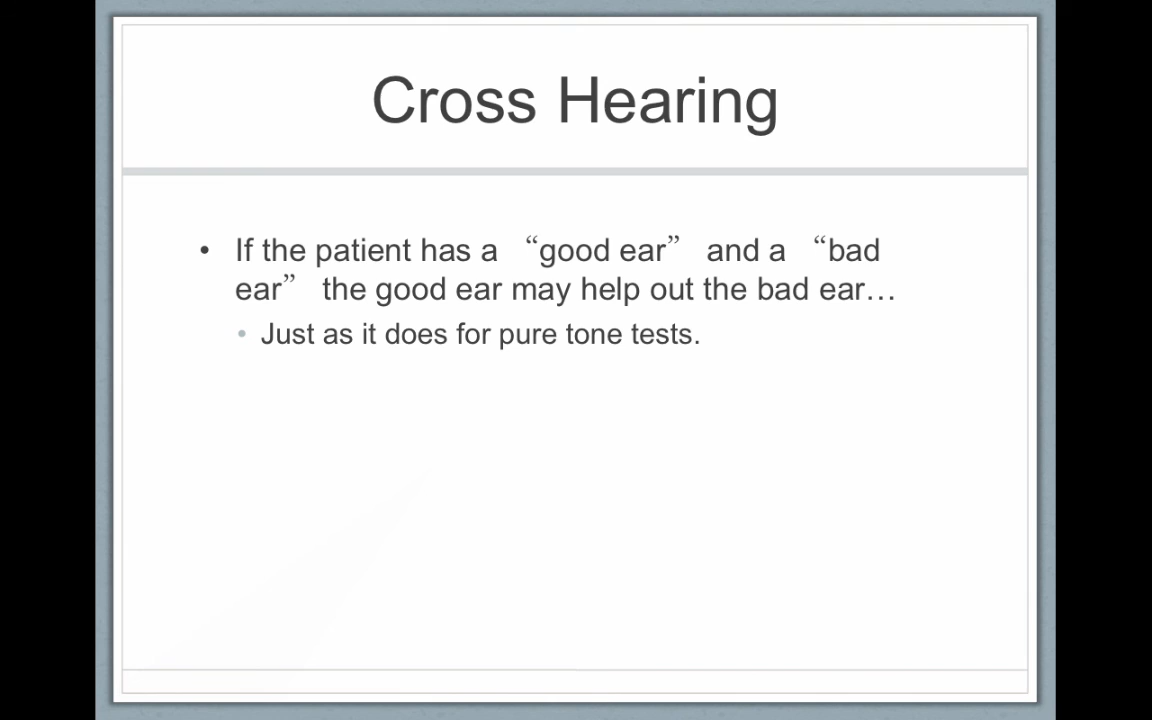 Cross Hearing
• If the patient has a “good ear” and a “bad
ear” the good ear may help out the bad ear…
• Just as it does for pure tone tests.